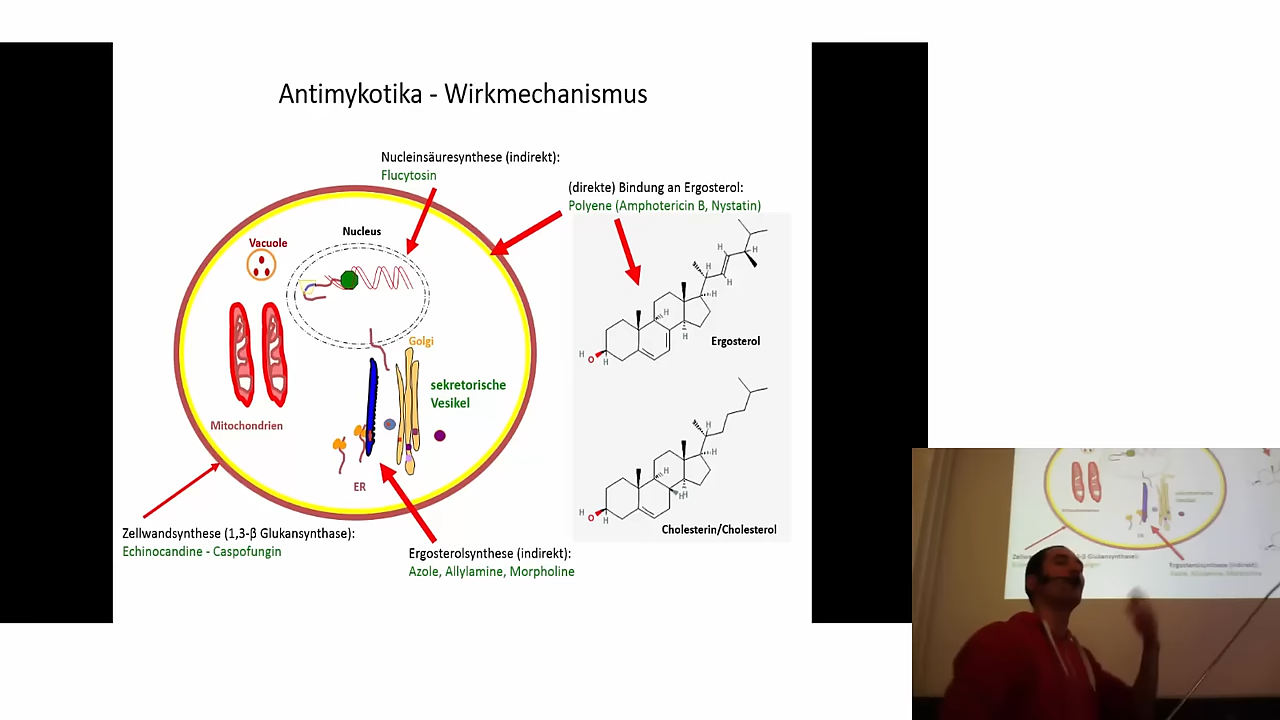 Antimykotika - Wirkmechanismus
Nucleinsäuresynthese (indirekt):
Flucytosin
(direkte) Bindung an Ergosterol:
Polyene (Amphotericin B, Nystatin)
Nucleus
Vacuole
H
H
H
H
H
H
H
H
O
H
Ergosterol
Golgi
sekretorische
Vesikel
Mitochondrien
ER
H
H
H
H
H
O
H
Cholesterin/Cholesterol
Zellwandsynthese (1,3-β Glukansynthase):
Echinocandine - Caspofungin
Ergosterolsynthese (indirekt):
Azole, Allylamine, Morpholine